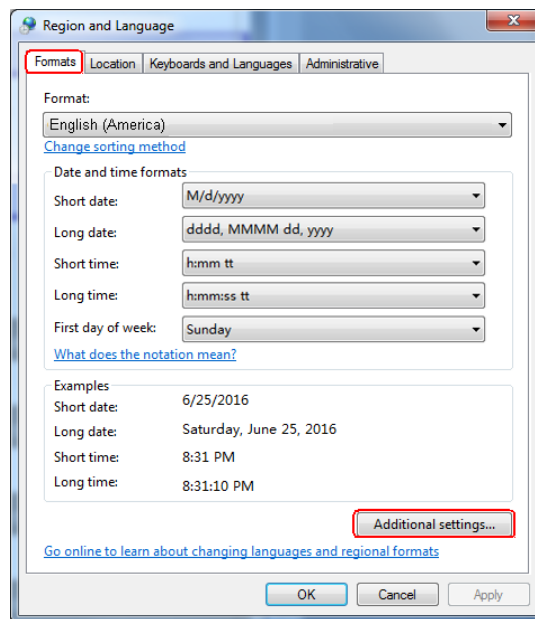 Region and Language
Formats Location Keyboards and Languages Administrative
Format:
English (America)
Change sorting method
Date and time formats
Short date: M/d/yyyy
Long date: dddd, MMMM dd, yyyy
Short time: h:mm tt
Long time: h:mm:ss tt
First day of week: Sunday
What does the notation mean?
Examples
Short date: 6/25/2016
Long date: Saturday, June 25, 2016
Short time: 8:31 PM
Long time: 8:31:10 PM
Additional settings...
Go online to learn about changing languages and regional formats
OK Cancel Apply